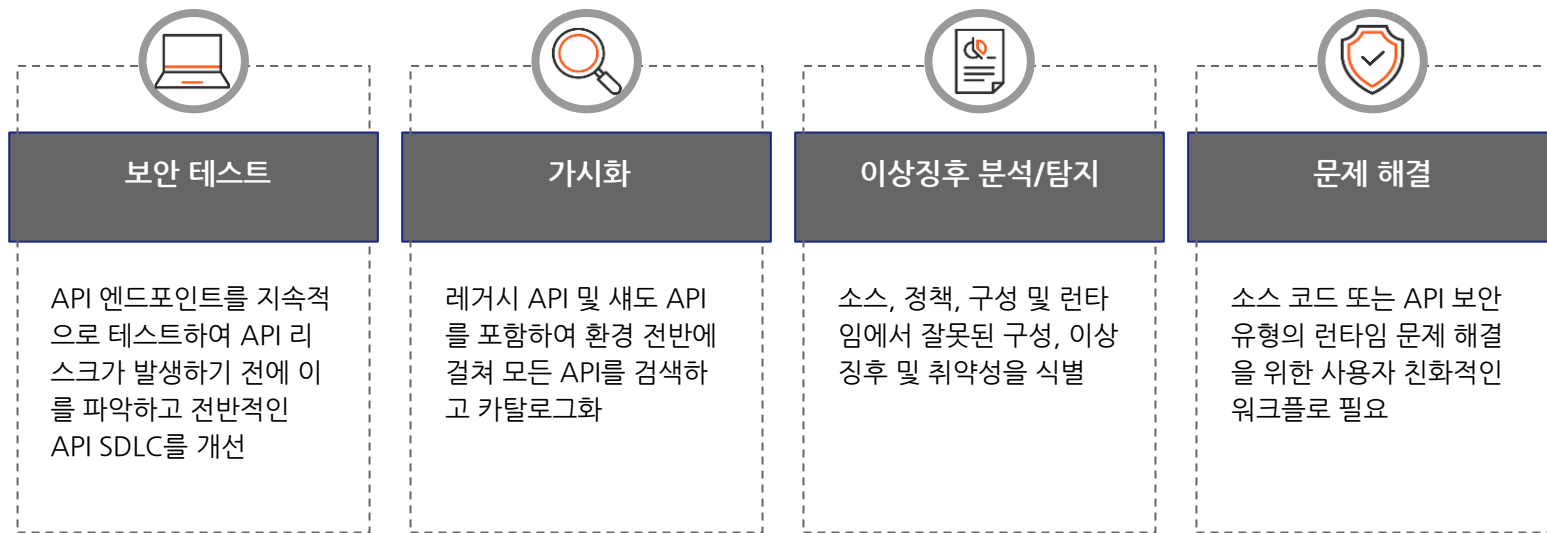 보안 테스트
API 엔드포인트를 지속적
으로 테스트하여 API 리
스크가 발생하기 전에 이
를 파악하고 전반적인
API SDLC를 개선
가시화
레거시 API 및 섀도 API
를 포함하여 환경 전반에
걸쳐 모든 API를 검색하
고 카탈로그화
이상징후 분석/탐지
소스, 정책, 구성 및 런타
임에서 잘못된 구성, 이상
징후 및 취약성을 식별
문제 해결
소스 코드 또는 API 보안
유형의 런타임 문제 해결
을 위한 사용자 친화적인
워크플로 필요